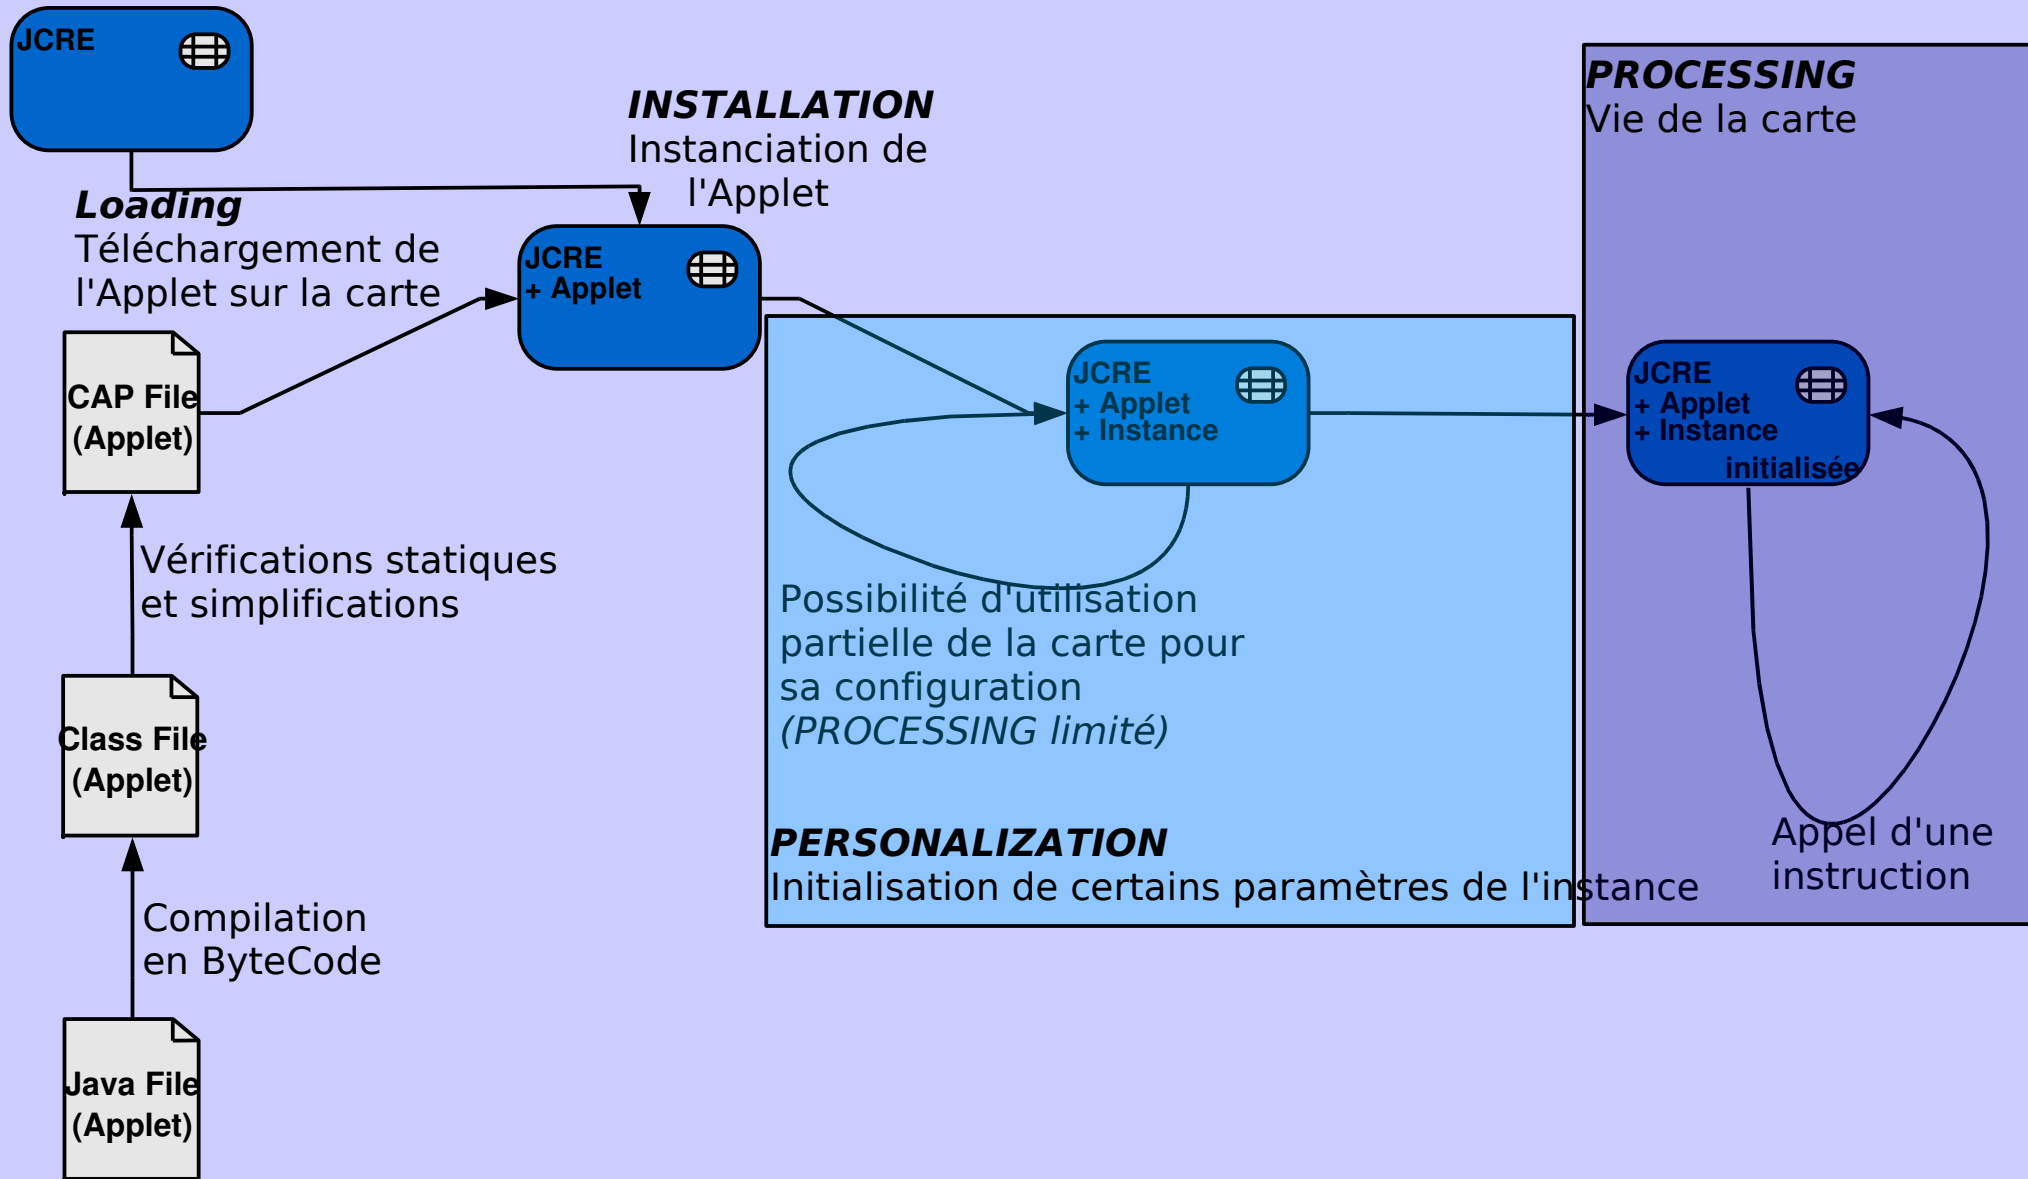 JCRE
INSTALLATION
Instanciation de
l'Applet
PROCESSING
Vie de la carte
Loading
Téléchargement de
l'Applet sur la carte
JCRE
+ Applet
CAP File
(Applet)
JCRE
+ Applet
+ Instance
JCRE
+ Applet
+ Instance
initialisée
Vérifications statiques
et simplifications
Possibilité d'utilisation
partielle de la carte pour
sa configuration
(PROCESSING limité)
Class File
(Applet)
PERSONALIZATION
Initialisation de certains paramètres de l'instance
Appel d'une
instruction
Compilation
en ByteCode
Java File
(Applet)